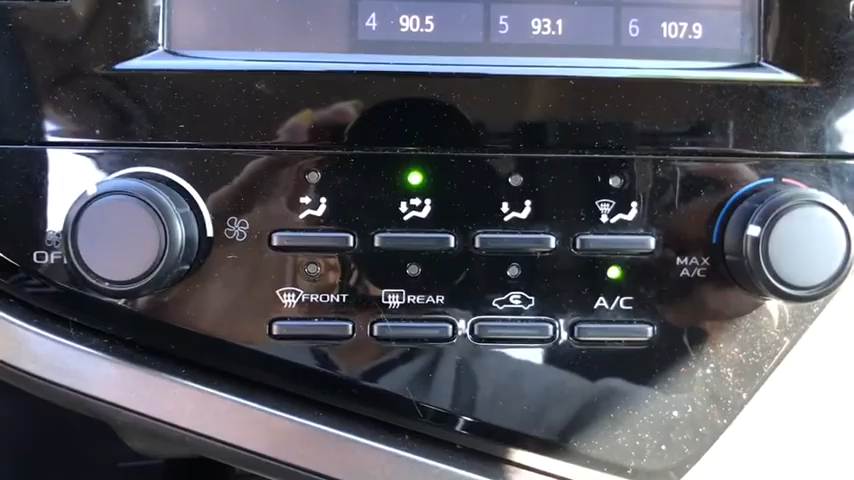 4 90.5 5 93.1 6 107.9
OFF
MAX
A/C
FRONT REAR A/C